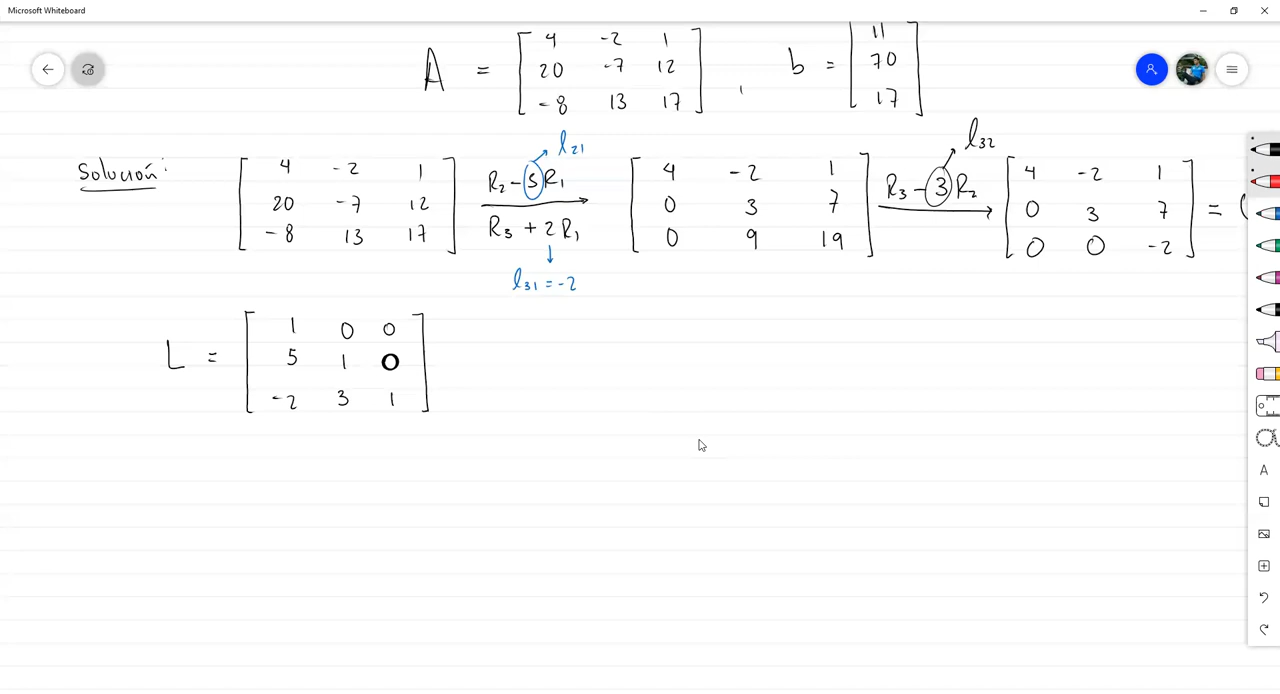 Microsoft Whiteboard
A = [ 4 -2 1 ; 20 -7 12 ; -8 13 17 ] , b = [ 11 ; 70 ; 17 ]
Solución:
[ 4 -2 1 ; 20 -7 12 ; -8 13 17 ]
l21
R2 - 5R1
R3 + 2R1
l31 = -2
[ 4 -2 1 ; 0 3 7 ; 0 9 19 ]
l32
R3 - 3R2
[ 4 -2 1 ; 0 3 7 ; 0 0 -2 ] =
L = [ 1 0 0 ; 5 1 0 ; -2 3 1 ]
A